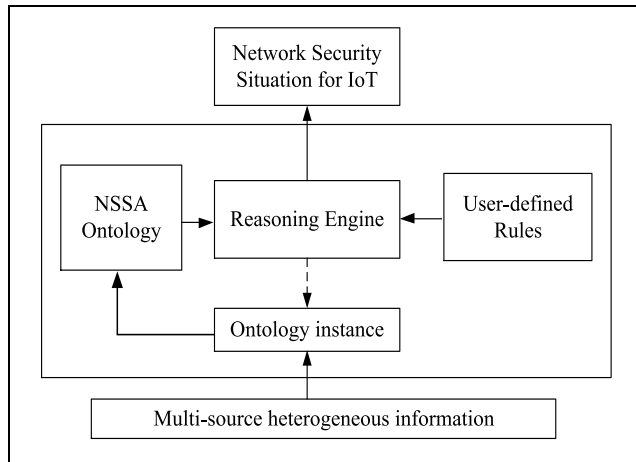 Network Security
Situation for IoT
NSSA
Ontology
Reasoning Engine
User-defined
Rules
Ontology instance
Multi-source heterogeneous information